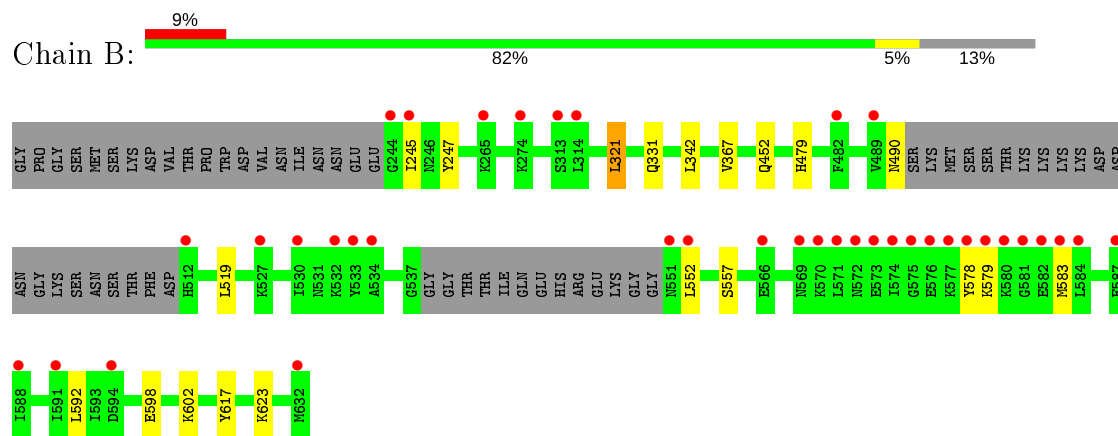 9%
Chain B:
82% 5% 13%
GLY PRO GLY SER MET SER LYS ASP VAL THR PRO TRP ASP VAL ASN ILE ASN ASN GLU GLU G244 I245 N246 Y247 K265 K274 S313 L314 L321 Q331 L342 V367 Q452 H479 F482 V489 N490 SER LYS MET SER SER THR LYS LYS LYS LYS ASP ASP
ASN GLY LYS SER ASN SER THR PHE ASP H512 L519 K527 I530 N531 K532 Y533 A534 G537 GLY GLY THR THR ILE GLN GLU HIS ARG GLU LYS GLY GLY N551 L552 S557 E566 N569 K570 L571 N572 E573 I574 G575 E576 K577 Y578 K579 K580 G581 E582 M583 L584 E587
I588 I591 L592 I593 D594 E598 K602 Y617 K623 M632